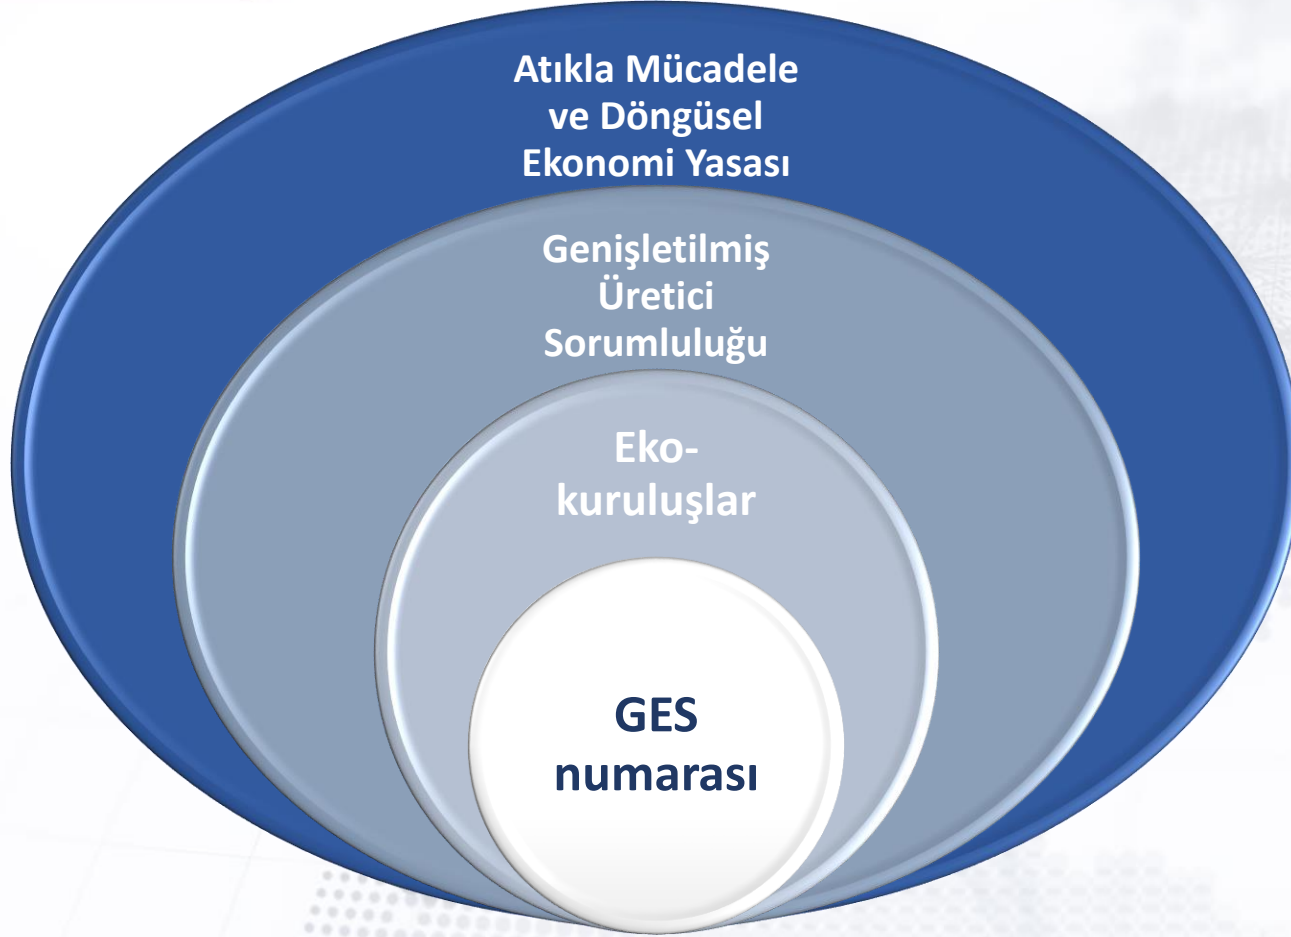 Atıkla Mücadele
ve Döngüsel
Ekonomi Yasası
Genişletilmiş
Üretici
Sorumluluğu
Eko-
kuruluşlar
GES
numarası